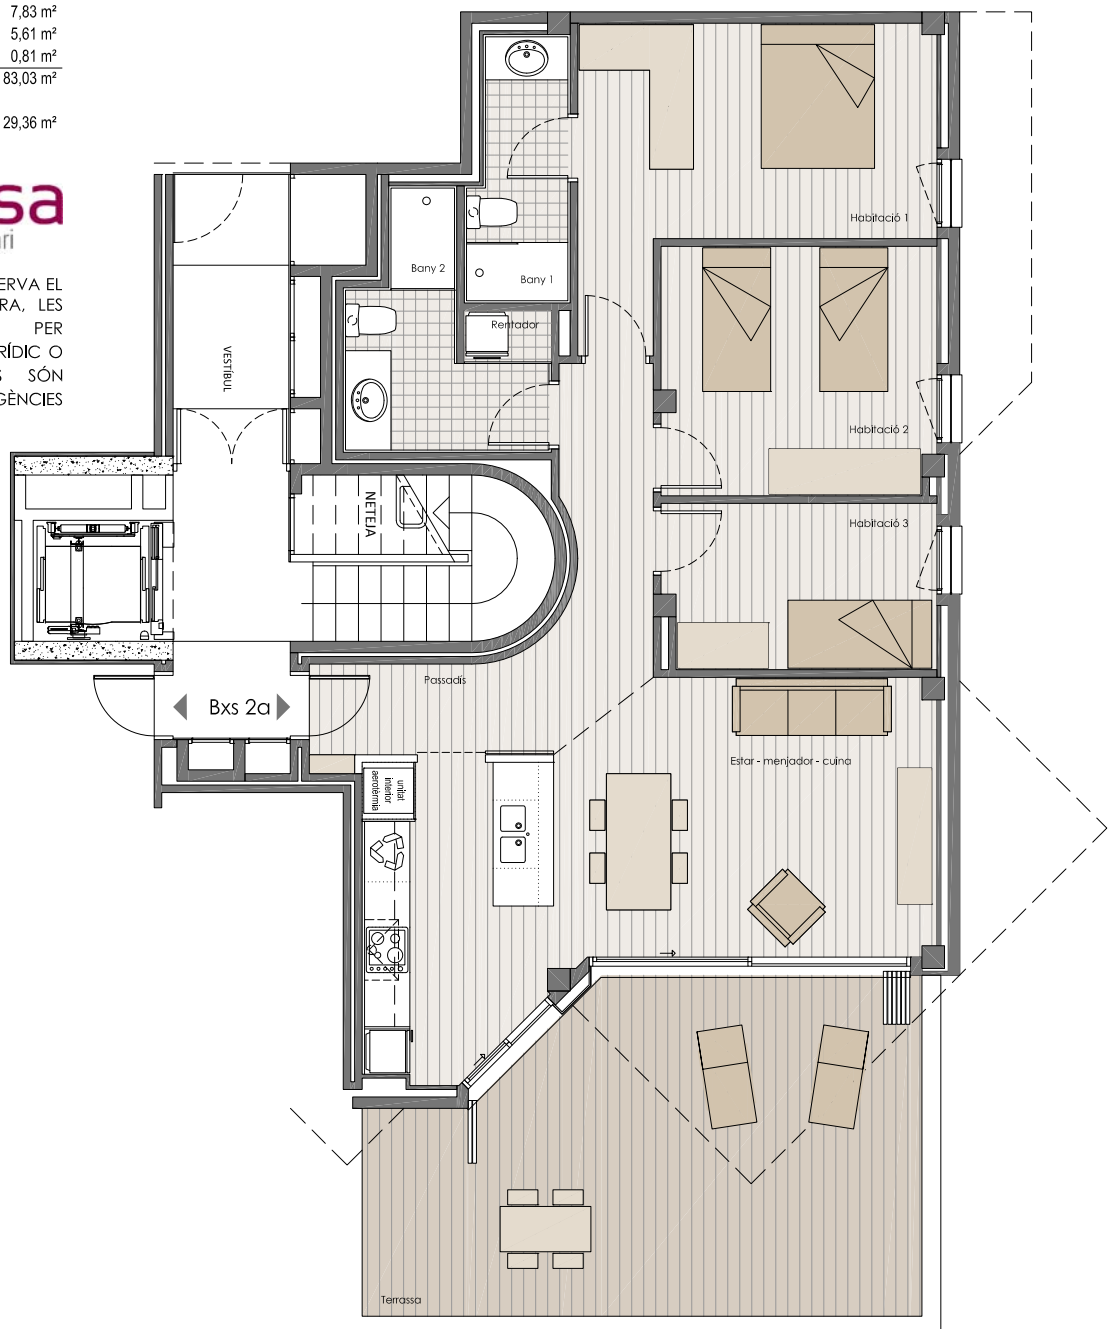 7,83 m²
5,61 m²
0,81 m²
83,03 m²
29,36 m²
sa
ri
ERVA EL
RA, LES
PER
RÍDIC O
S SÓN
GÈNCIES
Habitació 1
Bany 2
Bany 1
Rentador
VESTÍBUL
Habitació 2
NETEJA
Habitació 3
Passadís
Bxs 2a
Estar - menjador - cuina
unitat
interior
aerotèrmia
Terrassa